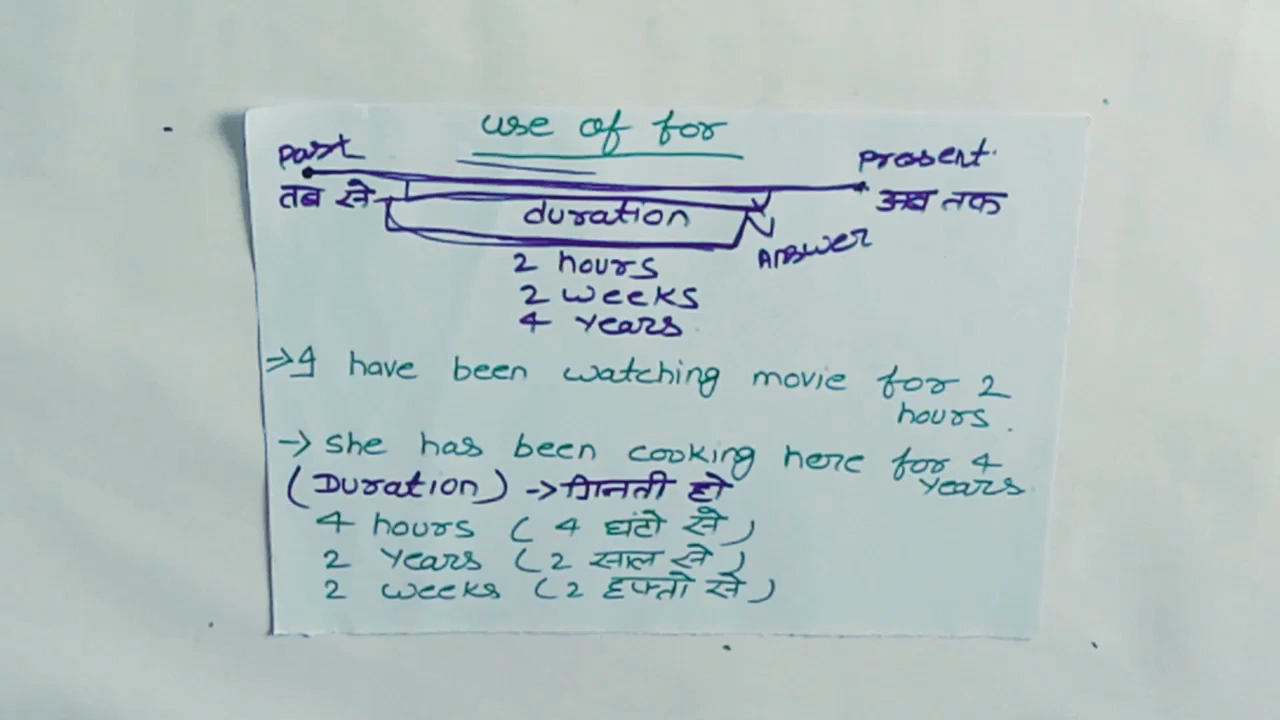 use of for
Past Present.
तब से अब तक
duration
Answer
2 hours
2 weeks
4 years
⇒ I have been watching movie for 2
hours.
→ she has been cooking here for 4
years
(Duration) → गिनती हो
4 hours ( 4 घंटो से )
2 years ( 2 साल से )
2 weeks ( 2 हफ्तो से )